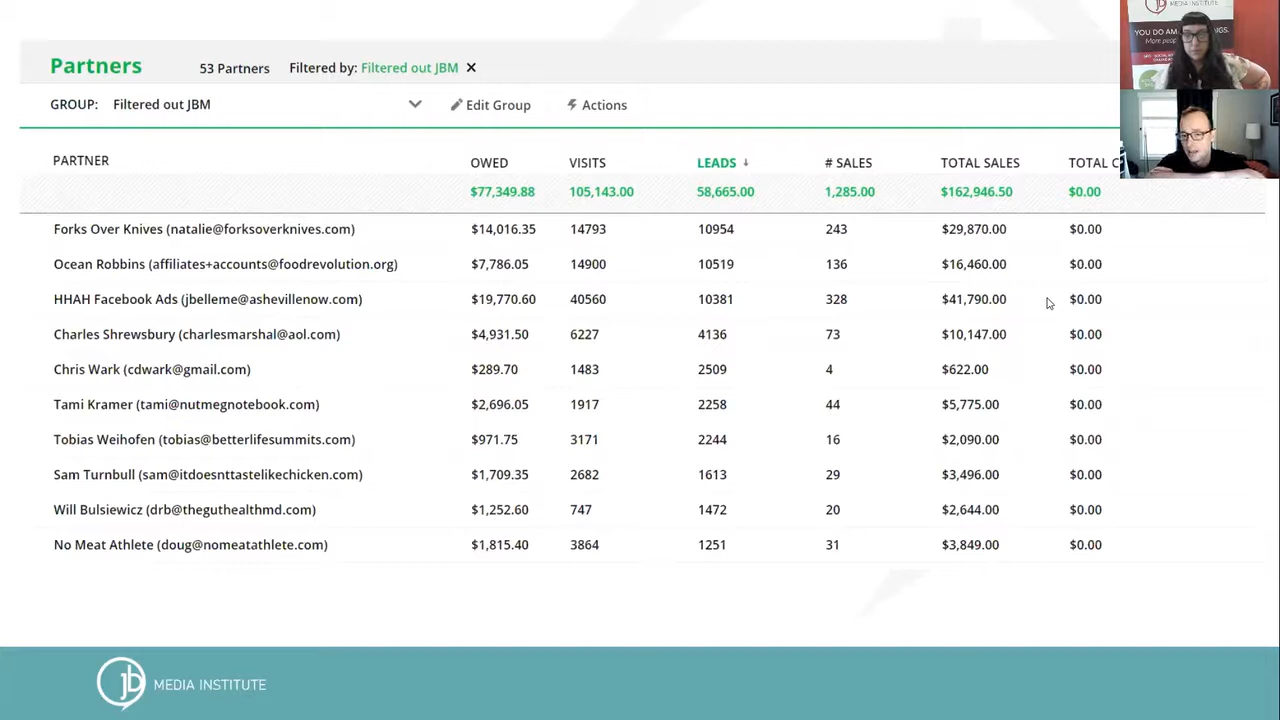 MEDIA INSTITUTE
YOU DO AM
Partners 53 Partners Filtered by: Filtered out JBM ✕
GROUP: Filtered out JBM Edit Group Actions
PARTNER OWED VISITS LEADS ↓ # SALES TOTAL SALES TOTAL C
$77,349.88 105,143.00 58,665.00 1,285.00 $162,946.50 $0.00
Forks Over Knives (natalie@forksoverknives.com) $14,016.35 14793 10954 243 $29,870.00 $0.00
Ocean Robbins (affiliates+accounts@foodrevolution.org) $7,786.05 14900 10519 136 $16,460.00 $0.00
HHAH Facebook Ads (jbelleme@ashevillenow.com) $19,770.60 40560 10381 328 $41,790.00 $0.00
Charles Shrewsbury (charlesmarshal@aol.com) $4,931.50 6227 4136 73 $10,147.00 $0.00
Chris Wark (cdwark@gmail.com) $289.70 1483 2509 4 $622.00 $0.00
Tami Kramer (tami@nutmegnotebook.com) $2,696.05 1917 2258 44 $5,775.00 $0.00
Tobias Weihofen (tobias@betterlifesummits.com) $971.75 3171 2244 16 $2,090.00 $0.00
Sam Turnbull (sam@itdoesnttastelikechicken.com) $1,709.35 2682 1613 29 $3,496.00 $0.00
Will Bulsiewicz (drb@theguthealthmd.com) $1,252.60 747 1472 20 $2,644.00 $0.00
No Meat Athlete (doug@nomeatathlete.com) $1,815.40 3864 1251 31 $3,849.00 $0.00
jb MEDIA INSTITUTE